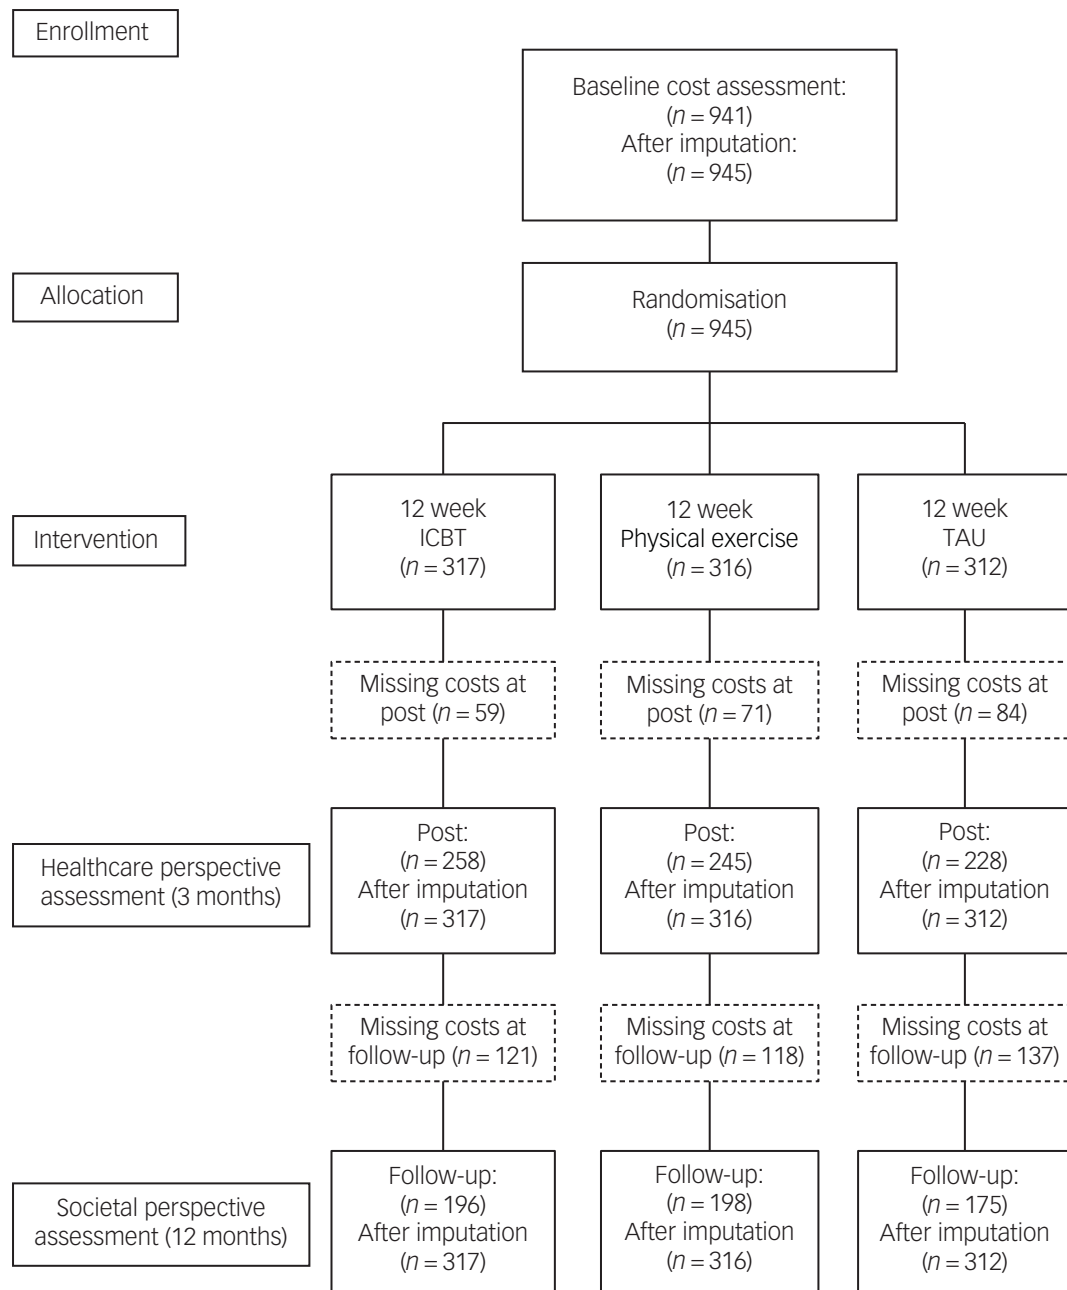 Enrollment
Baseline cost assessment:
(n = 941)
After imputation:
(n = 945)
Allocation
Randomisation
(n = 945)
Intervention
12 week
ICBT
(n = 317)
12 week
Physical exercise
(n = 316)
12 week
TAU
(n = 312)
Missing costs at
post (n = 59)
Missing costs at
post (n = 71)
Missing costs at
post (n = 84)
Healthcare perspective
assessment (3 months)
Post:
(n = 258)
After imputation
(n = 317)
Post:
(n = 245)
After imputation
(n = 316)
Post:
(n = 228)
After imputation
(n = 312)
Missing costs at
follow-up (n = 121)
Missing costs at
follow-up (n = 118)
Missing costs at
follow-up (n = 137)
Societal perspective
assessment (12 months)
Follow-up:
(n = 196)
After imputation
(n = 317)
Follow-up:
(n = 198)
After imputation
(n = 316)
Follow-up:
(n = 175)
After imputation
(n = 312)